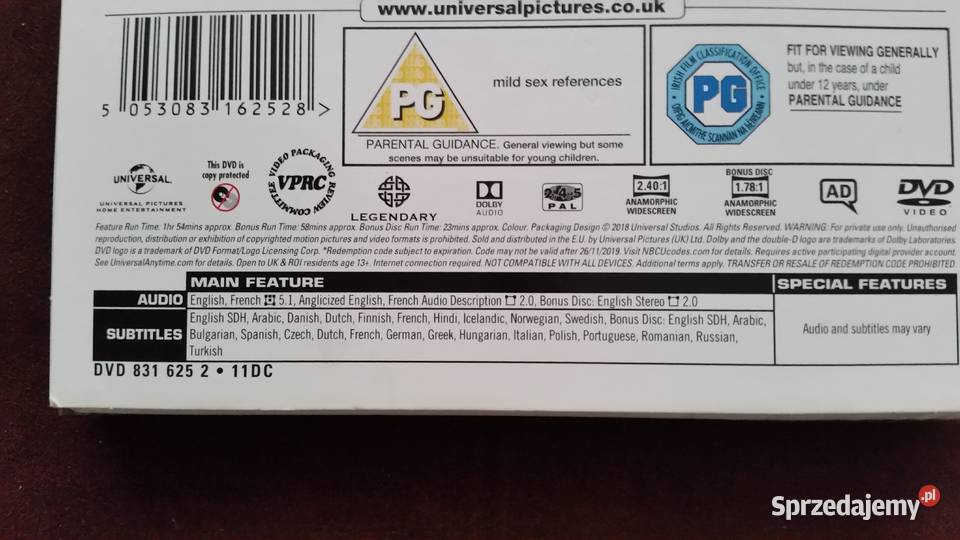 www.universalpictures.co.uk
5 053083 162528 >
PG
mild sex references
PARENTAL GUIDANCE. General viewing but some
scenes may be unsuitable for young children.
IRISH FILM CLASSIFICATION OFFICE
PG
OIFIG AICMITHE SCANNÁN NA hÉIREANN
FIT FOR VIEWING GENERALLY
but, in the case of a child
under 12 years, under
PARENTAL GUIDANCE
UNIVERSAL
UNIVERSAL PICTURES
HOME ENTERTAINMENT
This DVD is
copy protected
VIDEO PACKAGING REVIEW COMMITTEE
VPRC
LEGENDARY
DOLBY
AUDIO
2 4 5
PAL
2.40:1
ANAMORPHIC
WIDESCREEN
BONUS DISC
1.78:1
ANAMORPHIC
WIDESCREEN
AD
DVD
VIDEO
Feature Run Time: 1hr 54mins approx. Bonus Run Time: 58mins approx. Bonus Disc Run Time: 23mins approx. Colour. Packaging Design © 2018 Universal Studios. All Rights Reserved. WARNING: For private use only. Unauthorised
reproduction, distribution or exhibition of copyrighted motion pictures and video formats is prohibited. Sold and distributed in the E.U. by Universal Pictures (UK) Ltd. Dolby and the double-D logo are trademarks of Dolby Laboratories.
DVD logo is a trademark of DVD Format/Logo Licensing Corp. *Redemption code subject to expiration. Code may not be valid after 26/11/2019. Visit NBCUcodes.com for details. Requires active participating digital provider account.
See UniversalAnytime.com for details. Open to UK & ROI residents age 13+. Internet connection required. NOT COMPATIBLE WITH ALL DEVICES. Additional terms apply. TRANSFER OR RESALE OF REDEMPTION CODE PROHIBITED.
MAIN FEATURE
SPECIAL FEATURES
AUDIO English, French 5.1, Anglicized English, French Audio Description 2.0, Bonus Disc: English Stereo 2.0
SUBTITLES English SDH, Arabic, Danish, Dutch, Finnish, French, Hindi, Icelandic, Norwegian, Swedish, Bonus Disc: English SDH, Arabic,
Bulgarian, Spanish, Czech, Dutch, French, German, Greek, Hungarian, Italian, Polish, Portuguese, Romanian, Russian,
Turkish
Audio and subtitles may vary
DVD 831 625 2 • 11DC
Sprzedajemy.pl